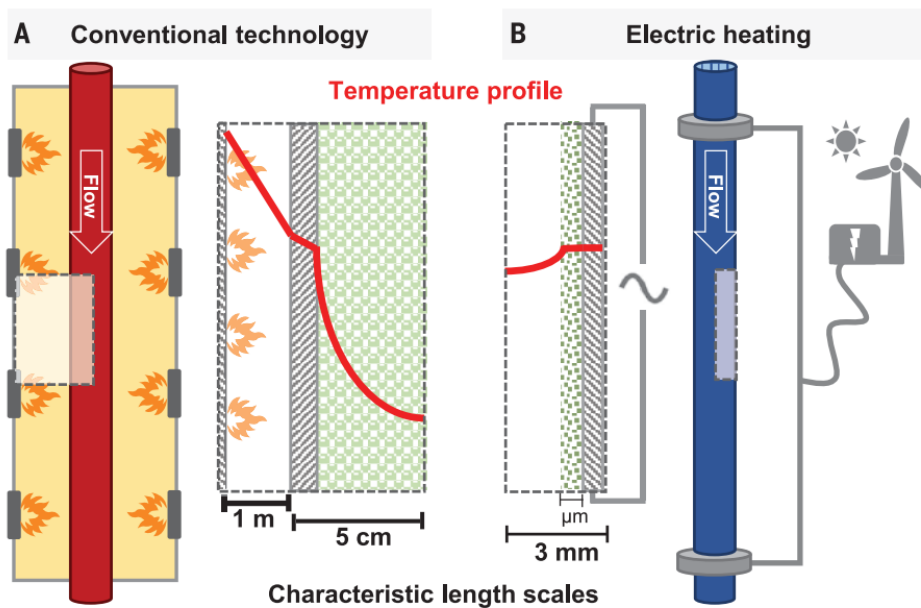 A Conventional technology
B Electric heating
Temperature profile
Flow
Flow
1 m
5 cm
µm
3 mm
Characteristic length scales